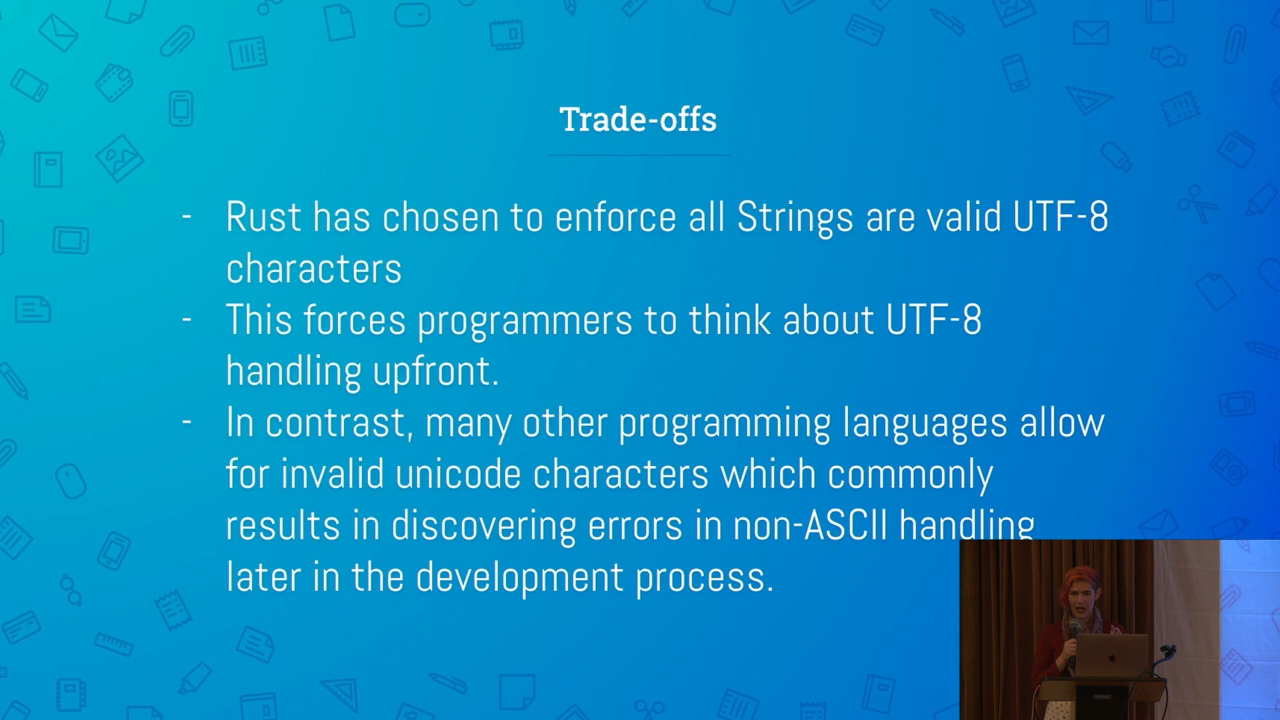 Trade-offs
- Rust has chosen to enforce all Strings are valid UTF-8
characters
- This forces programmers to think about UTF-8
handling upfront.
- In contrast, many other programming languages allow
for invalid unicode characters which commonly
results in discovering errors in non-ASCII handling
later in the development process.